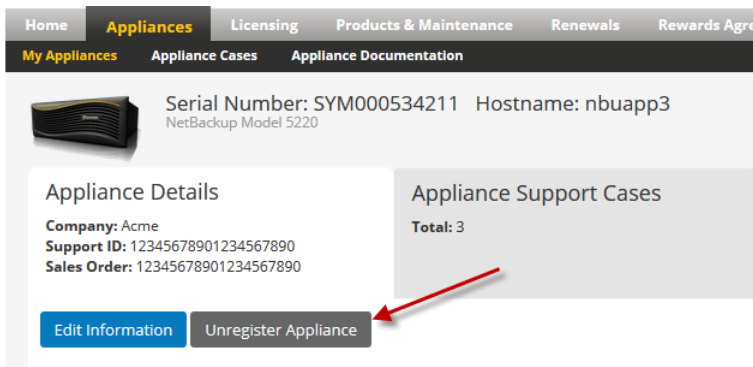 Home Appliances Licensing Products & Maintenance Renewals Rewards Agre
My Appliances Appliance Cases Appliance Documentation
Serial Number: SYM000534211 Hostname: nbuapp3
NetBackup Model 5220
Appliance Details
Company: Acme
Support ID: 12345678901234567890
Sales Order: 12345678901234567890
Appliance Support Cases
Total: 3
Edit Information Unregister Appliance